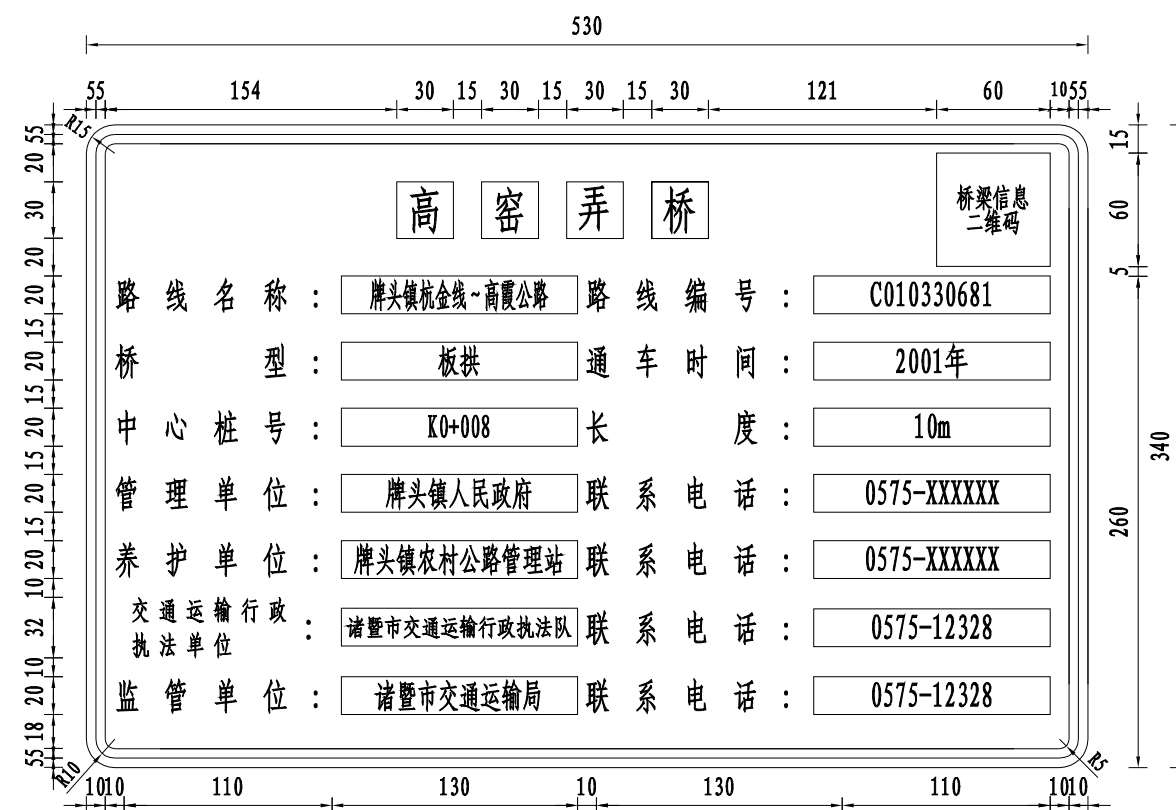 530
55 154 30 15 30 15 30 15 30 121 60 10 55
R15
55 20 30 20 20 15 20 15 20 15 20 15 20 10 32 10 20 18 55
高 窑 弄 桥
桥梁信息
二维码
路线名称： 牌头镇杭金线~高霞公路 路线编号： C010330681
桥型： 板拱 通车时间： 2001年
中心桩号： K0+008 长度： 10m
管理单位： 牌头镇人民政府 联系电话： 0575-XXXXXX
养护单位： 牌头镇农村公路管理站 联系电话： 0575-XXXXXX
交通运输行政
执法单位： 诸暨市交通运输行政执法队 联系电话： 0575-12328
监管单位： 诸暨市交通运输局 联系电话： 0575-12328
15 60 5 260
340
R10
R5
10 10 110 130 10 130 110 10 10